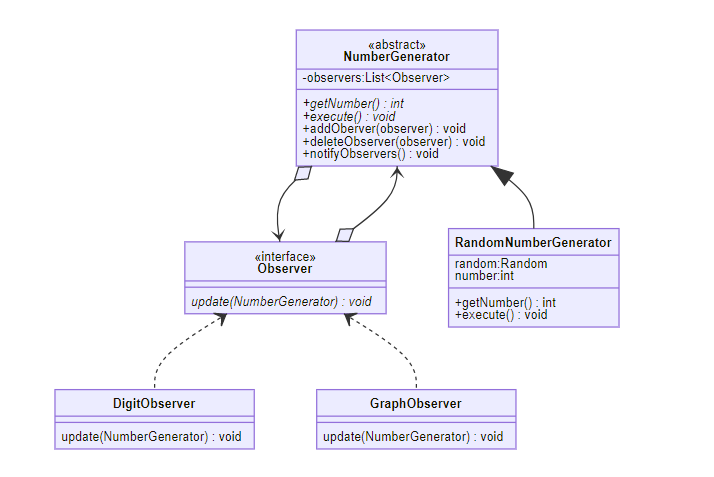 «abstract»
NumberGenerator
-observers:List<Observer>
+getNumber() : int
+execute() : void
+addOberver(observer) : void
+deleteObserver(observer) : void
+notifyObservers() : void
«interface»
Observer
update(NumberGenerator) : void
RandomNumberGenerator
random:Random
number:int
+getNumber() : int
+execute() : void
DigitObserver
update(NumberGenerator) : void
GraphObserver
update(NumberGenerator) : void